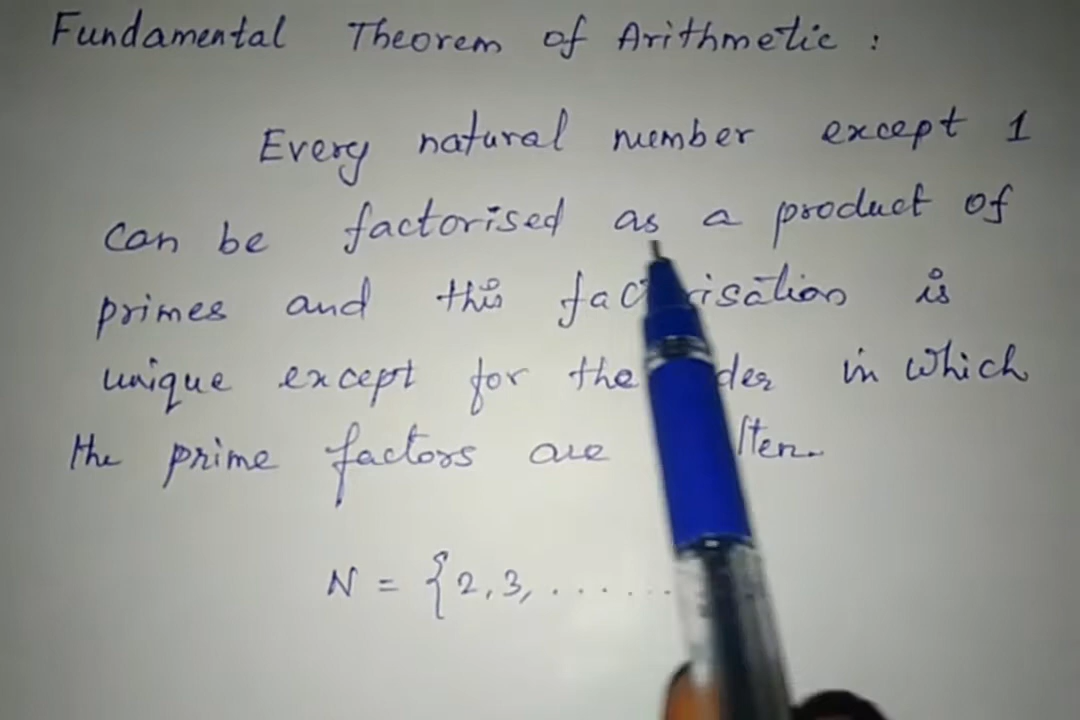 Fundamental Theorem of Arithmetic :
Every natural number except 1
can be factorised as a product of
primes and this is
unique except for the in which
the prime factors are
N = {2,3, .......